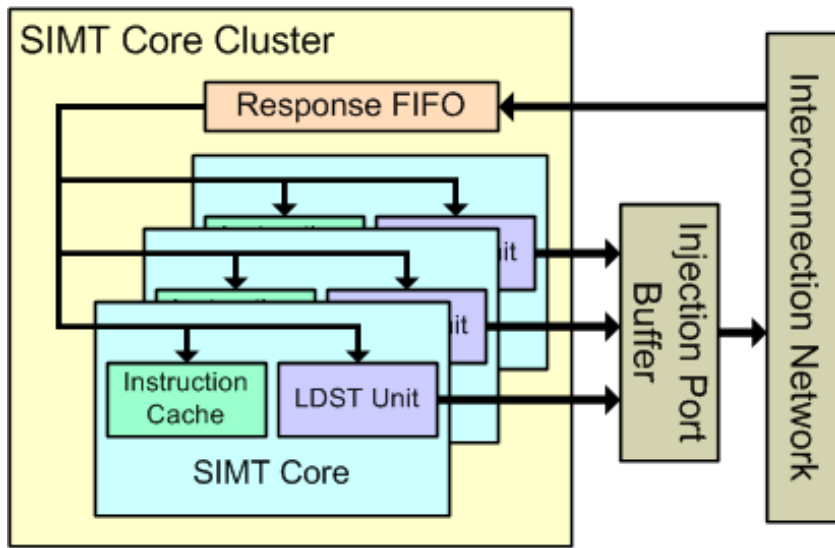 SIMT Core Cluster
Response FIFO
Instruction
Cache
LDST Unit
SIMT Core
Injection Port
Buffer
Interconnection Network